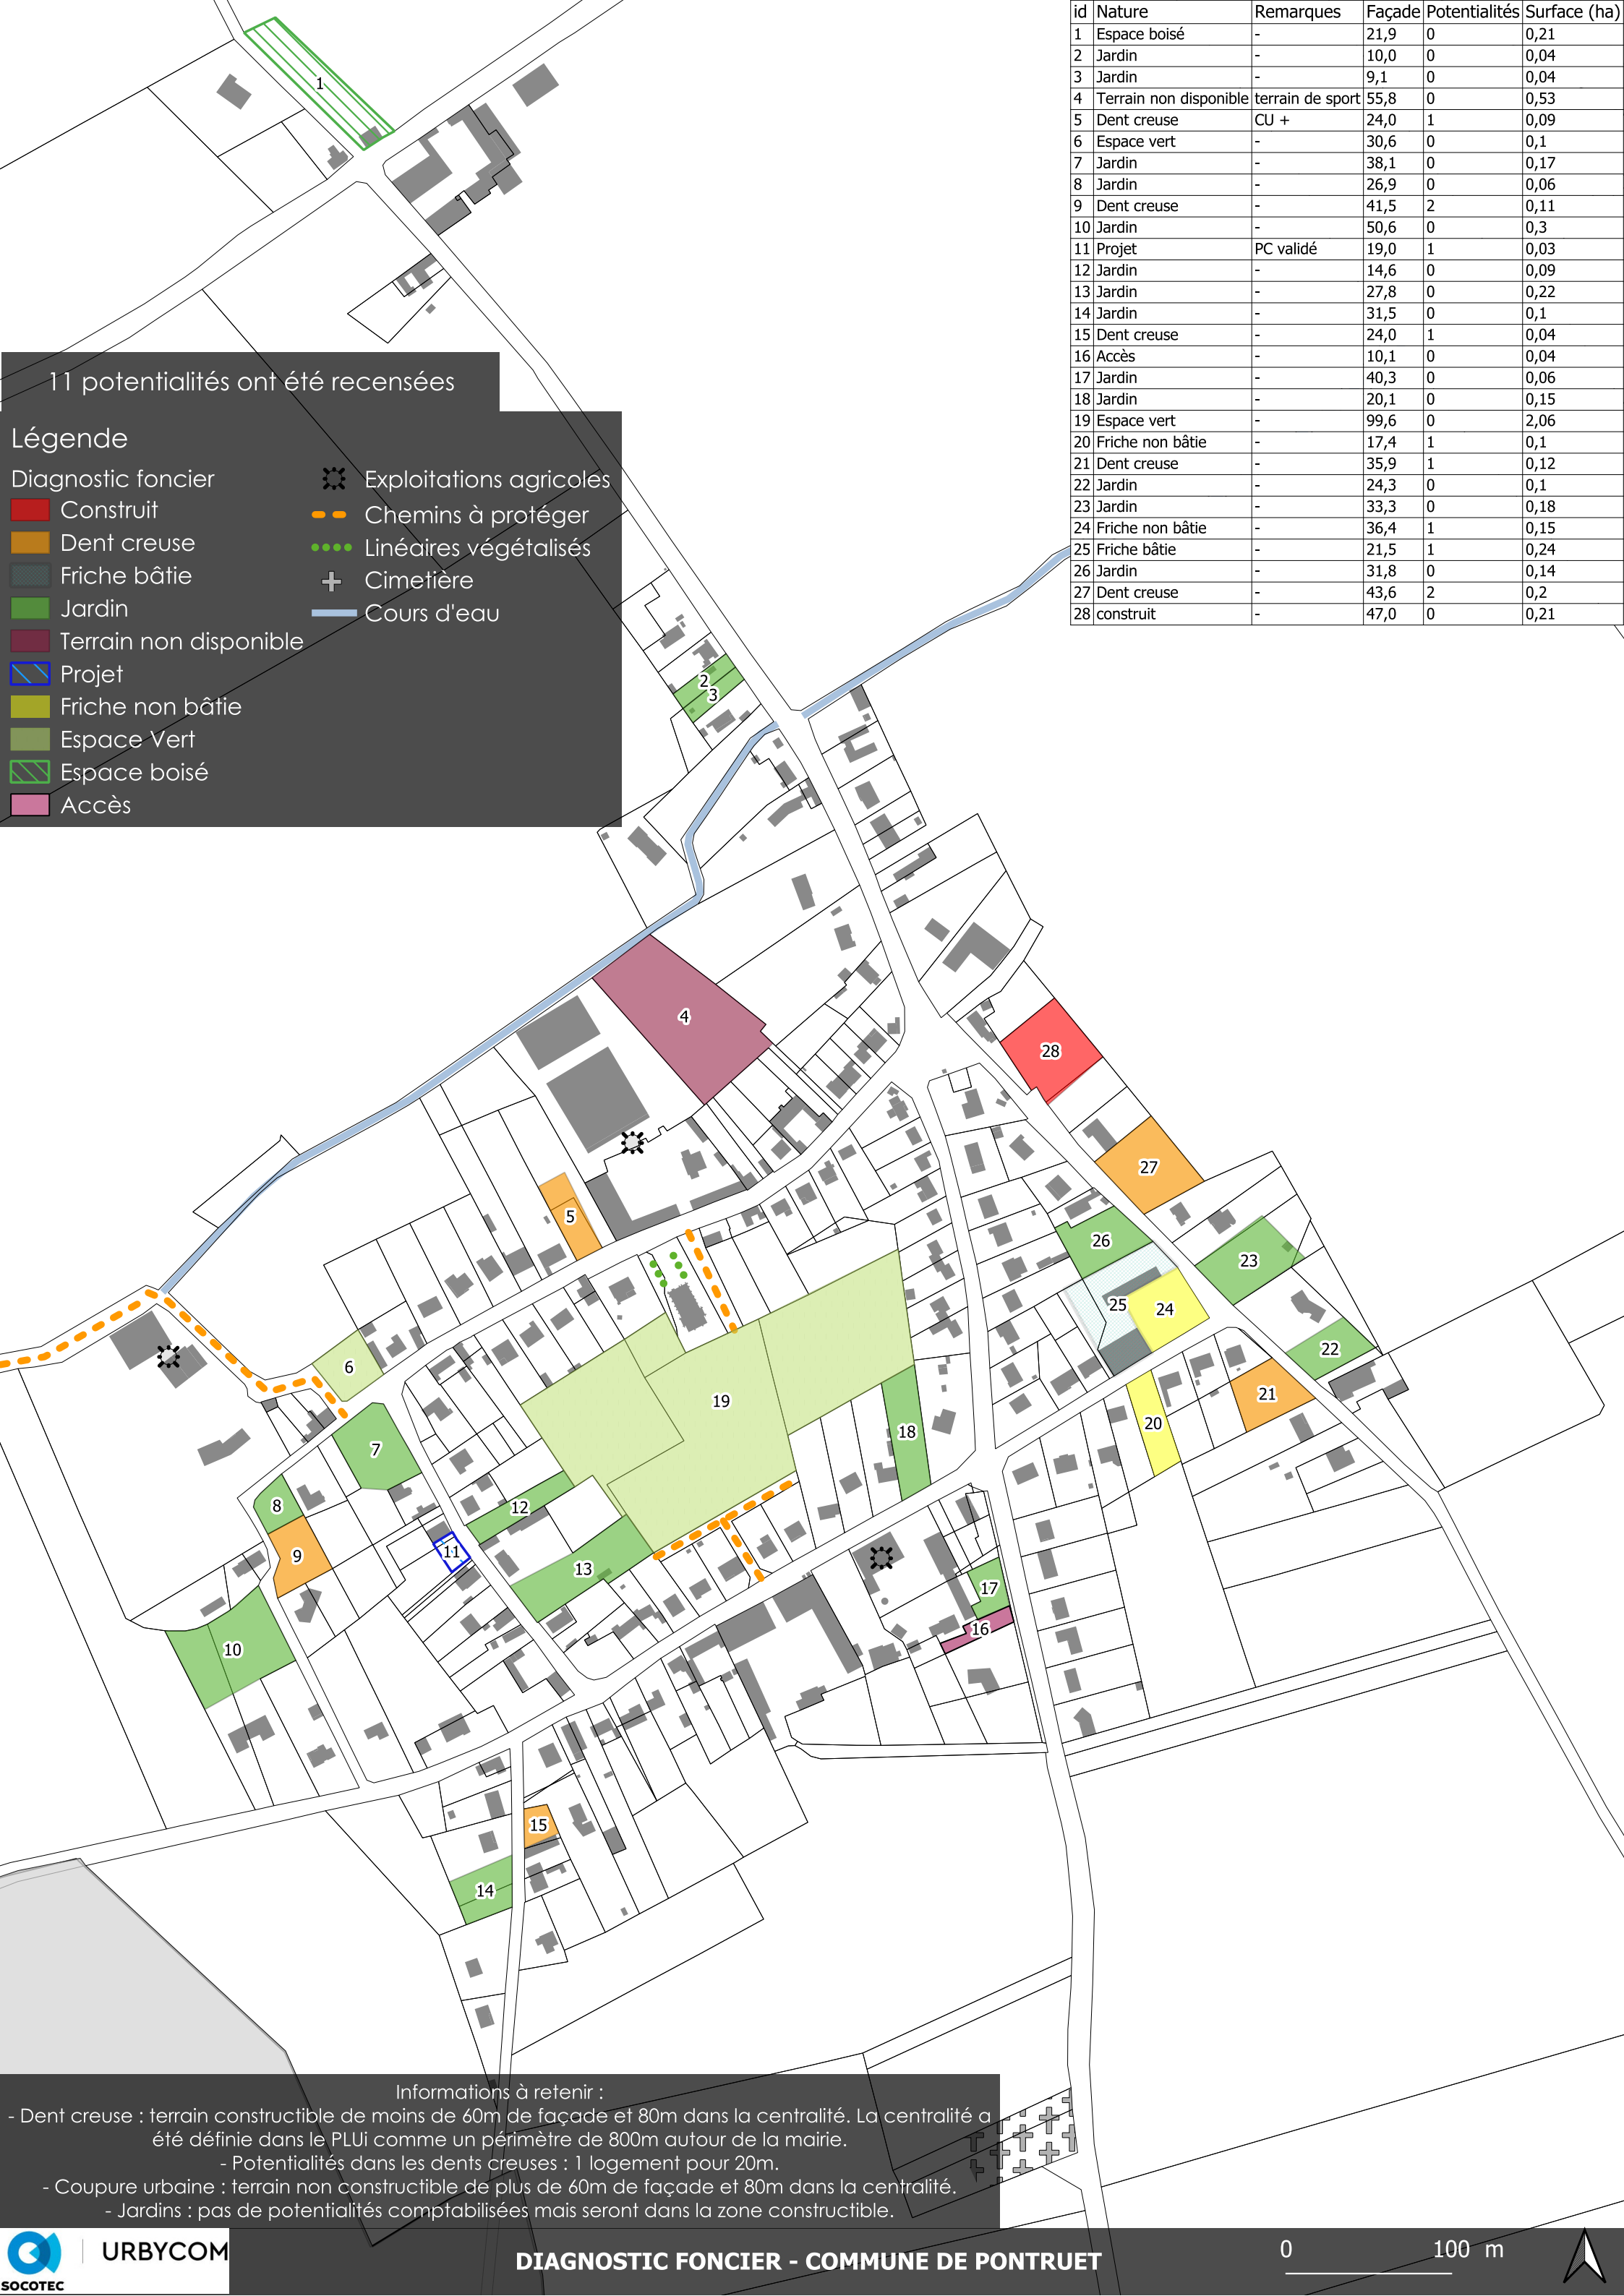 id Nature Remarques Façade Potentialités Surface (ha)
1 Espace boisé - 21,9 0 0,21
2 Jardin - 10,0 0 0,04
3 Jardin - 9,1 0 0,04
4 Terrain non disponible terrain de sport 55,8 0 0,53
5 Dent creuse CU + 24,0 1 0,09
6 Espace vert - 30,6 0 0,1
7 Jardin - 38,1 0 0,17
8 Jardin - 26,9 0 0,06
9 Dent creuse - 41,5 2 0,11
10 Jardin - 50,6 0 0,3
11 Projet PC validé 19,0 1 0,03
12 Jardin - 14,6 0 0,09
13 Jardin - 27,8 0 0,22
14 Jardin - 31,5 0 0,1
15 Dent creuse - 24,0 1 0,04
16 Accès - 10,1 0 0,04
17 Jardin - 40,3 0 0,06
18 Jardin - 20,1 0 0,15
19 Espace vert - 99,6 0 2,06
20 Friche non bâtie - 17,4 1 0,1
21 Dent creuse - 35,9 1 0,12
22 Jardin - 24,3 0 0,1
23 Jardin - 33,3 0 0,18
24 Friche non bâtie - 36,4 1 0,15
25 Friche bâtie - 21,5 1 0,24
26 Jardin - 31,8 0 0,14
27 Dent creuse - 43,6 2 0,2
28 construit - 47,0 0 0,21
11 potentialités ont été recensées
Légende
Diagnostic foncier
Construit
Dent creuse
Friche bâtie
Jardin
Terrain non disponible
Projet
Friche non bâtie
Espace Vert
Espace boisé
Accès
Exploitations agricoles
Chemins à protéger
Linéaires végétalisés
Cimetière
Cours d'eau
1
2
3
4
28
27
5
26
23
25
24
22
6
19
21
7
18
20
8
12
11
9
13
17
16
10
15
14
Informations à retenir :
- Dent creuse : terrain constructible de moins de 60m de façade et 80m dans la centralité. La centralité a
été définie dans le PLUi comme un périmètre de 800m autour de la mairie.
- Potentialités dans les dents creuses : 1 logement pour 20m.
- Coupure urbaine : terrain non constructible de plus de 60m de façade et 80m dans la centralité.
- Jardins : pas de potentialités comptabilisées mais seront dans la zone constructible.
SOCOTEC
URBYCOM
DIAGNOSTIC FONCIER - COMMUNE DE PONTRUET
0 100 m